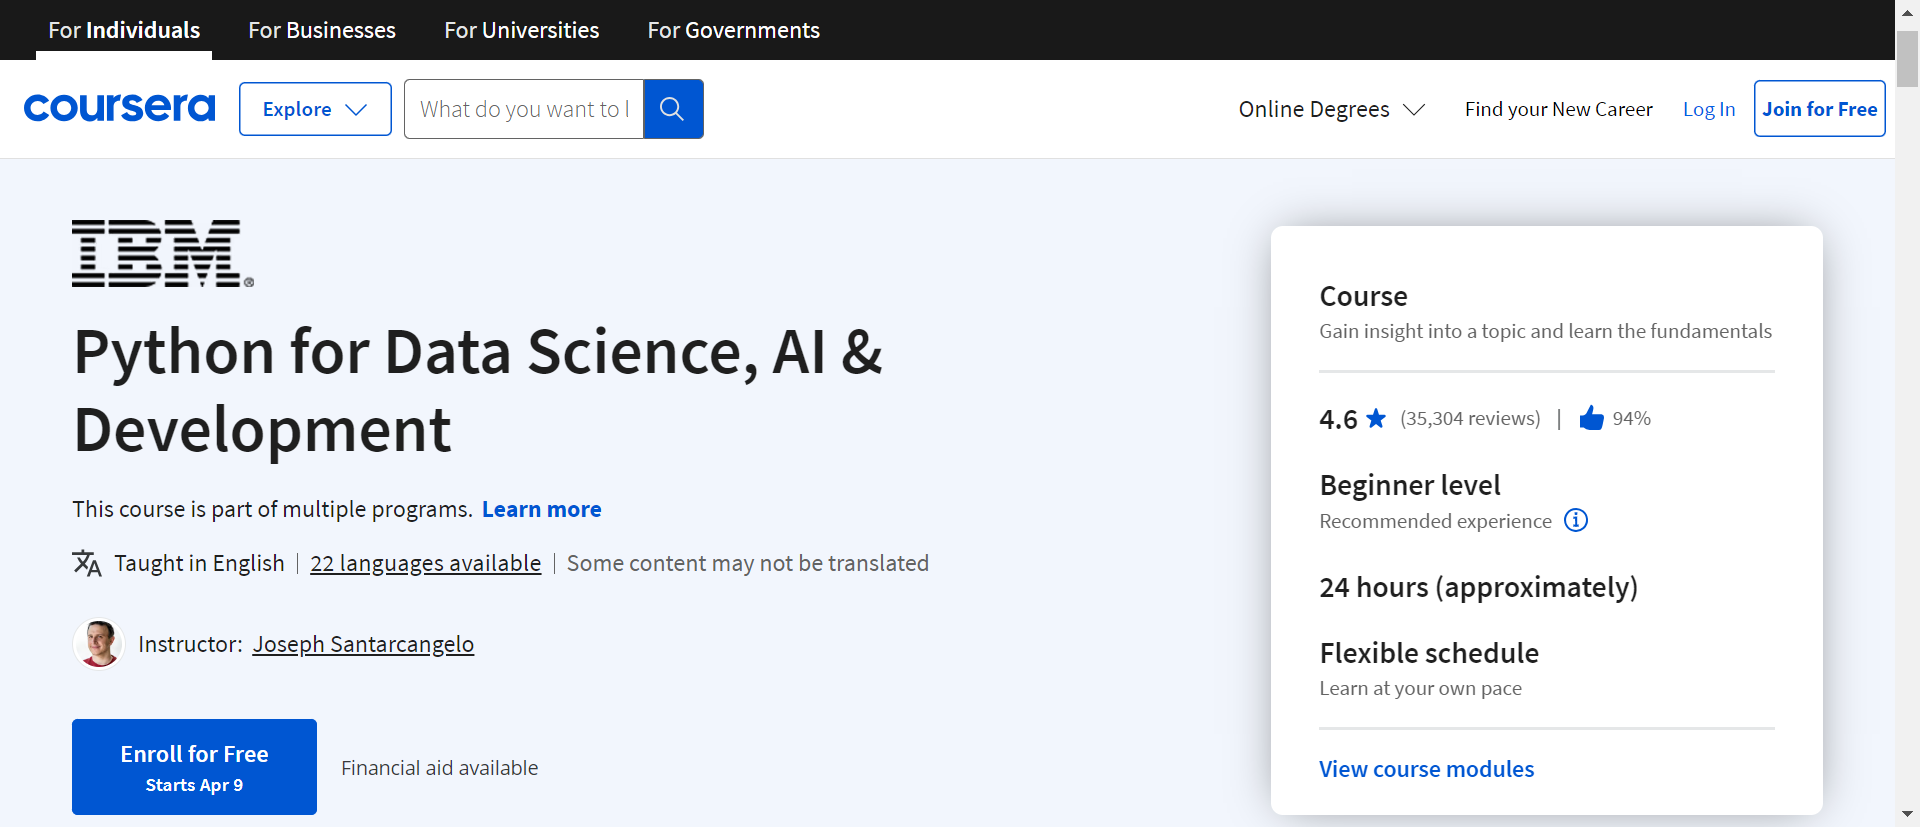 For Individuals For Businesses For Universities For Governments
coursera Explore What do you want to l Online Degrees Find your New Career Log In Join for Free
IBM®
Python for Data Science, AI &
Development
This course is part of multiple programs. Learn more
Taught in English | 22 languages available | Some content may not be translated
Instructor: Joseph Santarcangelo
Enroll for Free
Starts Apr 9
Financial aid available
Course
Gain insight into a topic and learn the fundamentals
4.6 (35,304 reviews) | 94%
Beginner level
Recommended experience
24 hours (approximately)
Flexible schedule
Learn at your own pace
View course modules